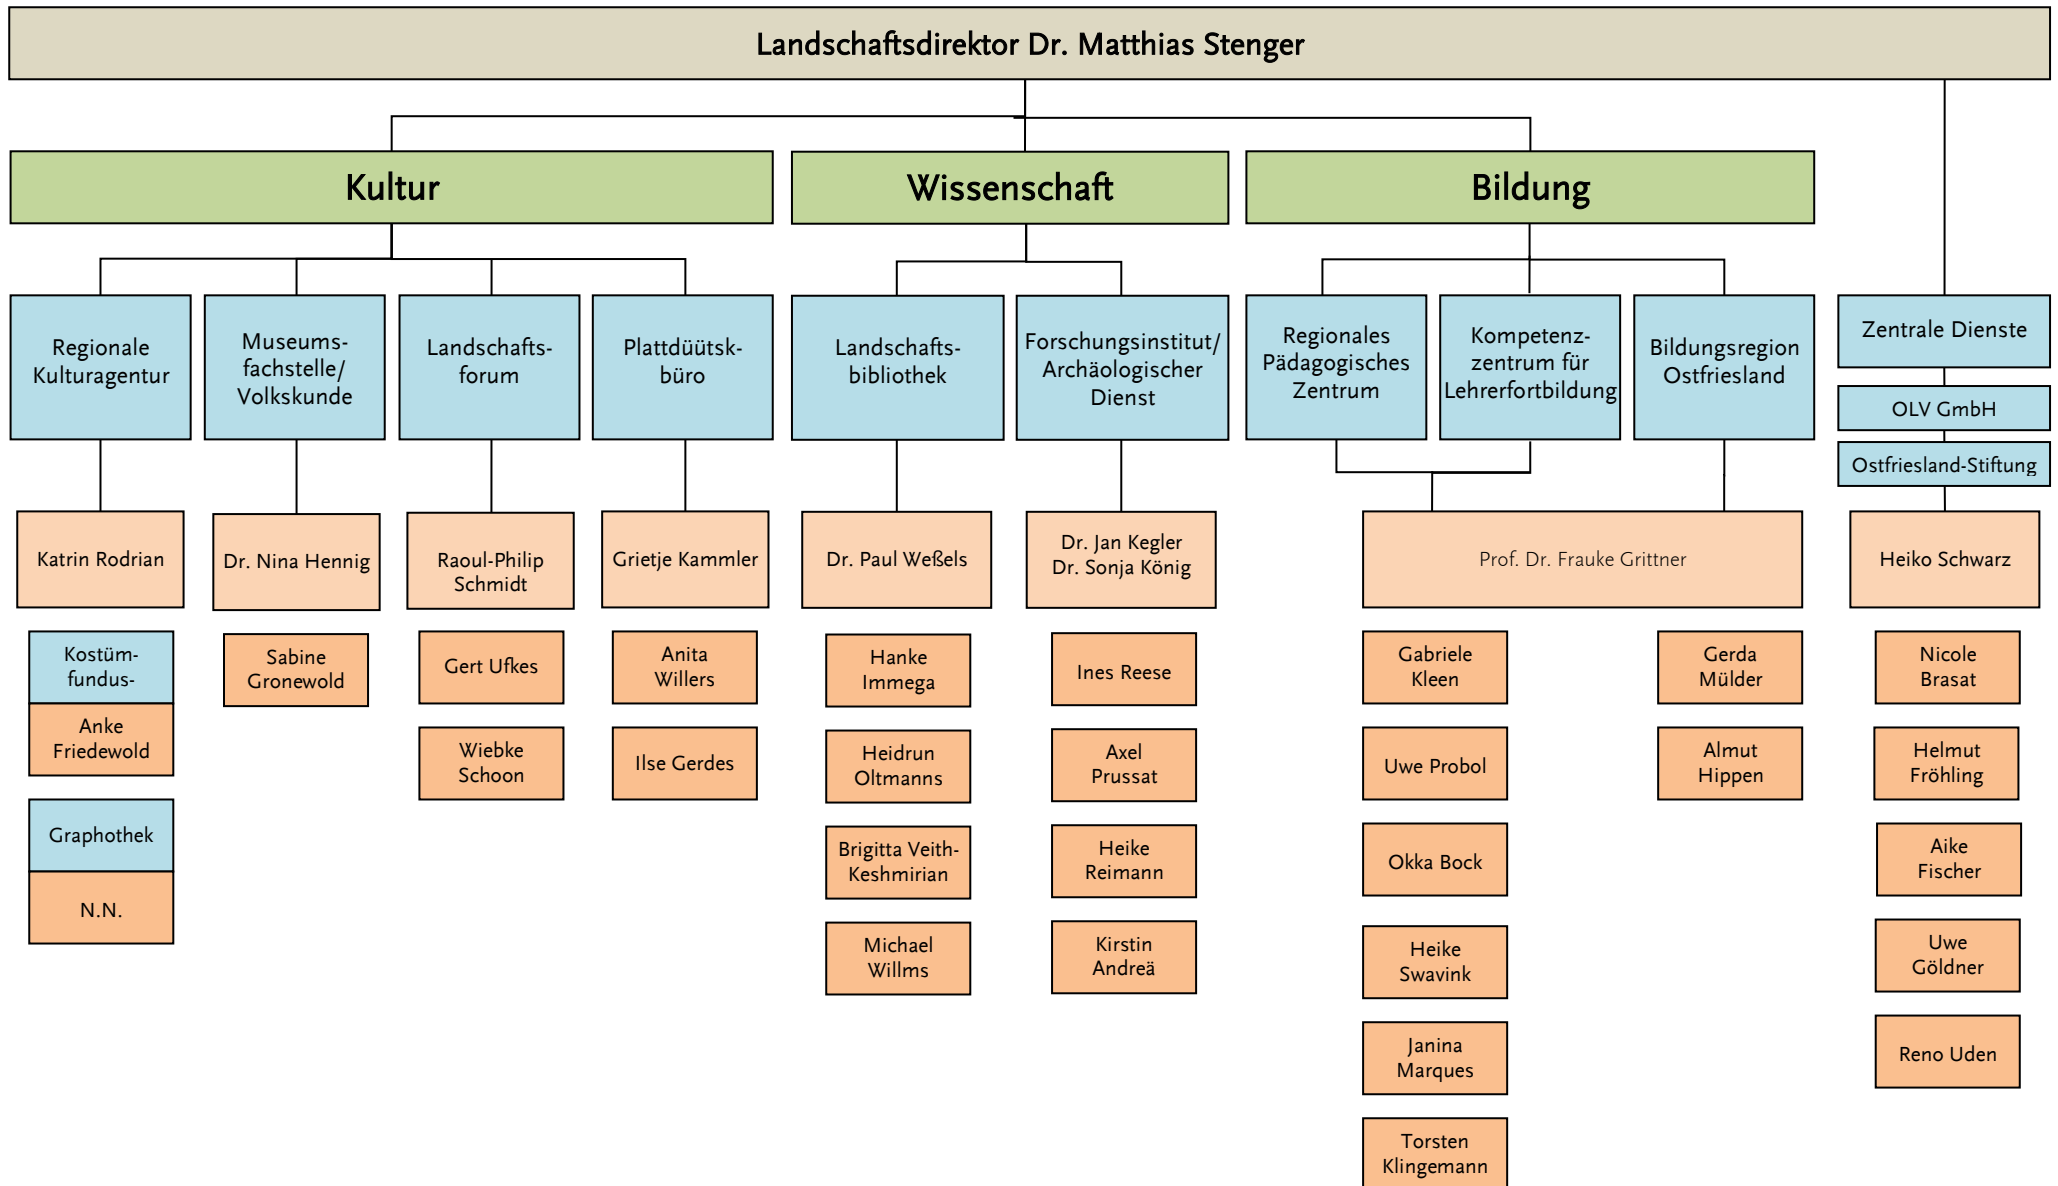 Landschaftsdirektor Dr. Matthias Stenger
Kultur
Wissenschaft
Bildung
Regionale
Kulturagentur
Museums-
fachstelle/
Volkskunde
Landschafts-
forum
Plattdüütsk-
büro
Landschafts-
bibliothek
Forschungsinstitut/
Archäologischer
Dienst
Regionales
Pädagogisches
Zentrum
Kompetenz-
zentrum für
Lehrerfortbildung
Bildungsregion
Ostfriesland
Zentrale Dienste
OLV GmbH
Ostfriesland-Stiftung
Katrin Rodrian
Dr. Nina Hennig
Raoul-Philip
Schmidt
Grietje Kammler
Dr. Paul Weßels
Dr. Jan Kegler
Dr. Sonja König
Prof. Dr. Frauke Grittner
Heiko Schwarz
Kostüm-
fundus-
Anke
Friedewold
Graphothek
N.N.
Sabine
Gronewold
Gert Ufkes
Wiebke
Schoon
Anita
Willers
Ilse Gerdes
Hanke
Immega
Heidrun
Oltmanns
Brigitta Veith-
Keshmirian
Michael
Willms
Ines Reese
Axel
Prussat
Heike
Reimann
Kirstin
Andreä
Gabriele
Kleen
Uwe Probol
Okka Bock
Heike
Swavink
Janina
Marques
Torsten
Klingemann
Gerda
Mülder
Almut
Hippen
Nicole
Brasat
Helmut
Fröhling
Aike
Fischer
Uwe
Göldner
Reno Uden